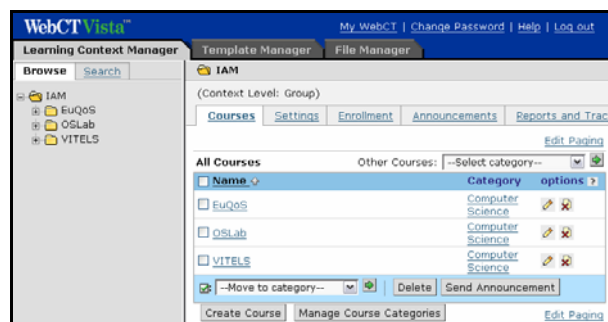 WebCT Vista™
My WebCT | Change Password | Help | Log out
Learning Context Manager Template Manager File Manager
Browse Search
IAM
EuQoS
OSLab
VITELS
IAM
(Context Level: Group)
Courses Settings Enrollment Announcements Reports and Trac
Edit Paging
All Courses Other Courses: --Select category--
Name Category options ?
EuQoS Computer Science
OSLab Computer Science
VITELS Computer Science
--Move to category-- Delete Send Announcement
Create Course Manage Course Categories Edit Paging